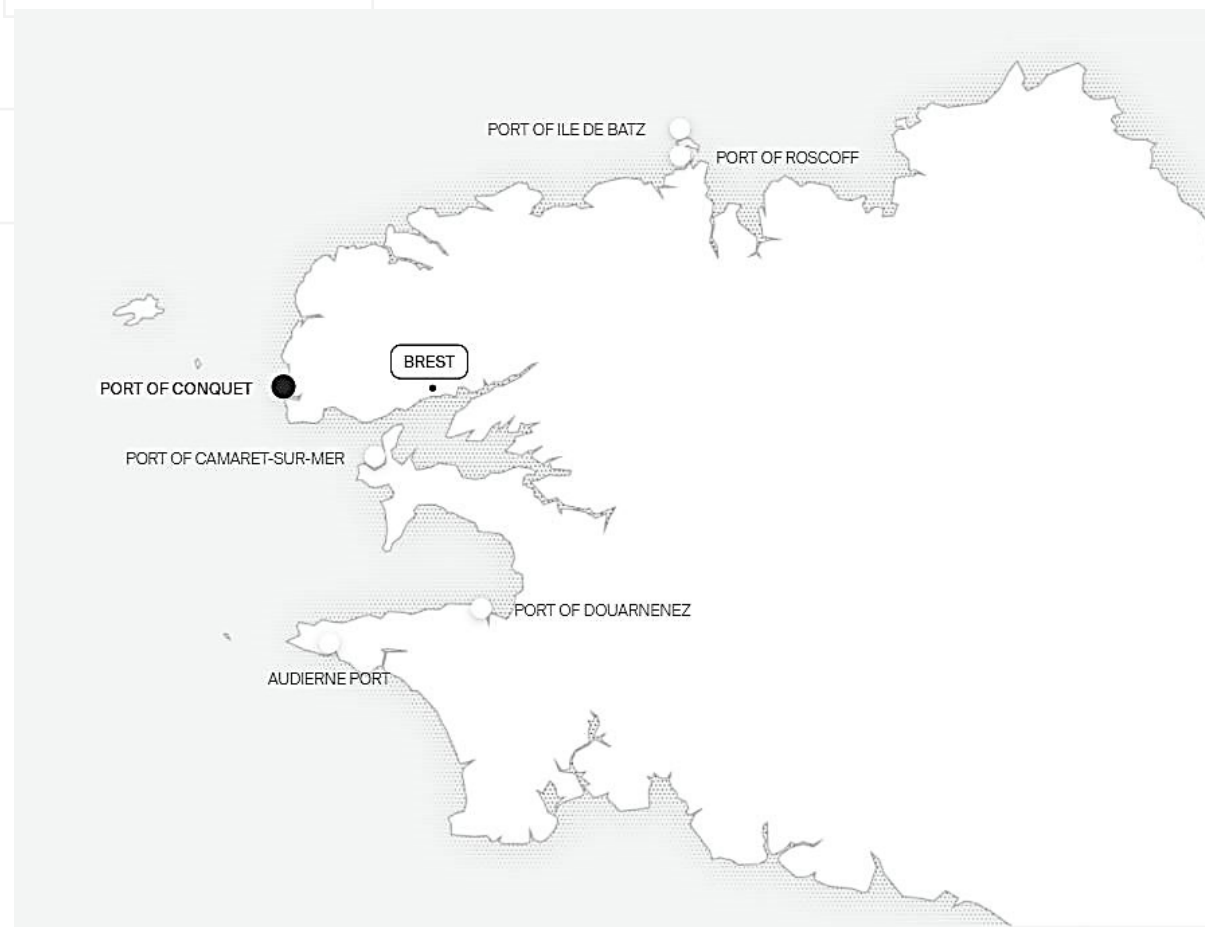 PORT OF ILE DE BATZ
PORT OF ROSCOFF
BREST
PORT OF CONQUET
PORT OF CAMARET-SUR-MER
PORT OF DOUARNENEZ
AUDIERNE PORT